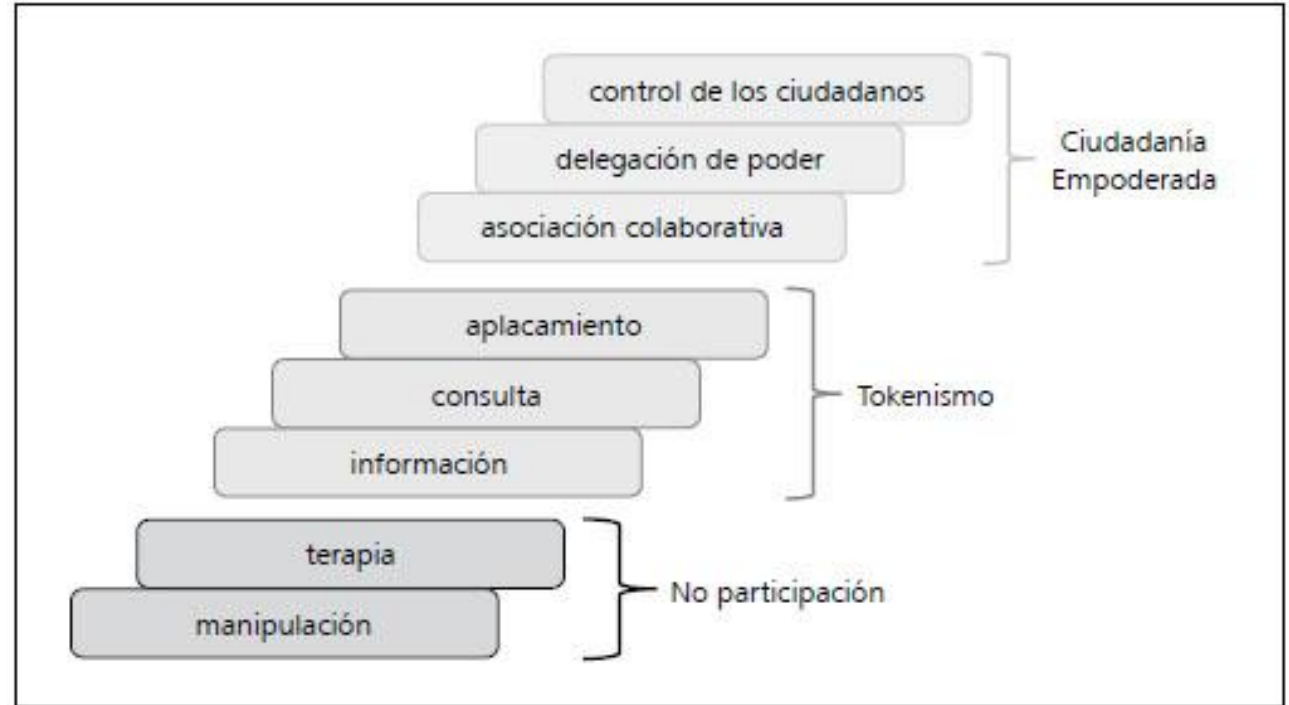 control de los ciudadanos
delegación de poder
asociación colaborativa
Ciudadanía
Empoderada
aplacamiento
consulta
información
Tokenismo
terapia
manipulación
No participación